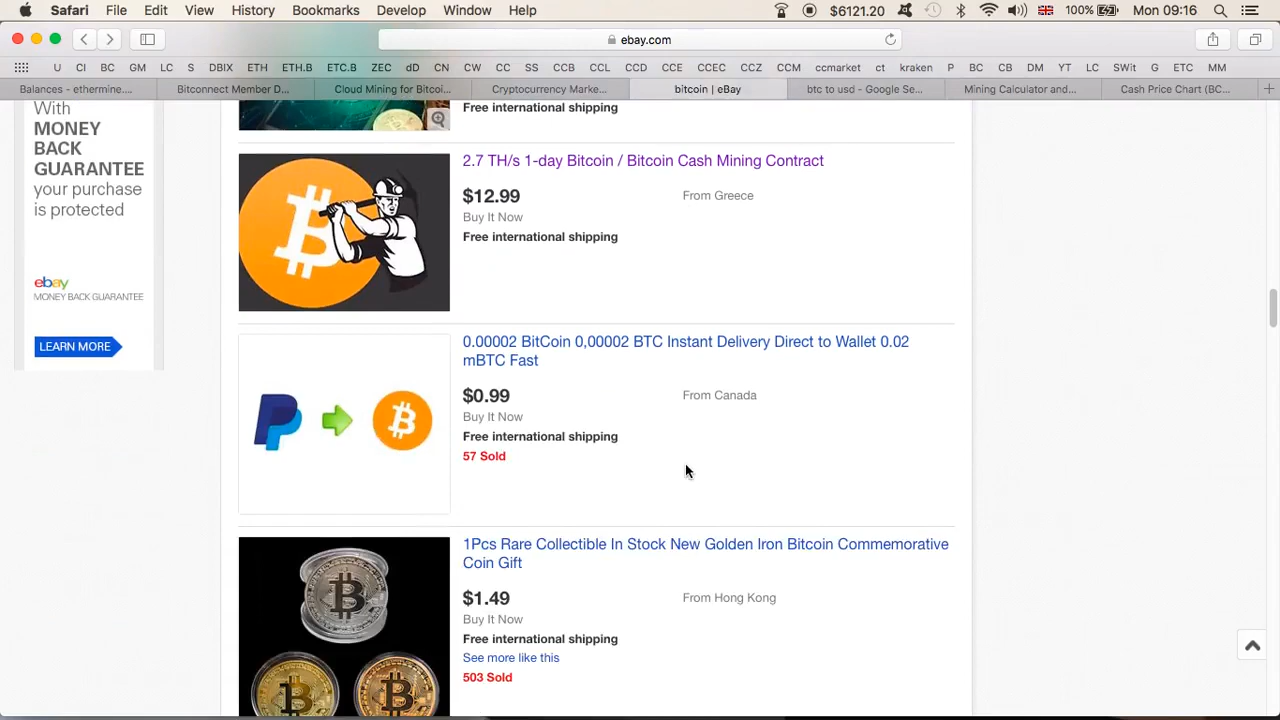 Safari File Edit View History Bookmarks Develop Window Help $6121.20 100% Mon 09:16
ebay.com
U CI BC GM LC S DBIX ETH ETH.B ETC.B ZEC dD CN CW CC SS CCB CCL CCD CCE CCEC CCZ CCM ccmarket ct kraken P BC CB DM YT LC SWit G ETC MM
Balances - ethermine.... Bitconnect Member D... Cloud Mining for Bitcoi... Cryptocurrency Marke... bitcoin | eBay btc to usd - Google Se... Mining Calculator and... Cash Price Chart (BC...
With
MONEY
BACK
GUARANTEE
your purchase
is protected
ebay
MONEY BACK GUARANTEE
LEARN MORE
Free international shipping
2.7 TH/s 1-day Bitcoin / Bitcoin Cash Mining Contract
$12.99 From Greece
Buy It Now
Free international shipping
0.00002 BitCoin 0,00002 BTC Instant Delivery Direct to Wallet 0.02
mBTC Fast
$0.99 From Canada
Buy It Now
Free international shipping
57 Sold
1Pcs Rare Collectible In Stock New Golden Iron Bitcoin Commemorative
Coin Gift
$1.49 From Hong Kong
Buy It Now
Free international shipping
See more like this
503 Sold